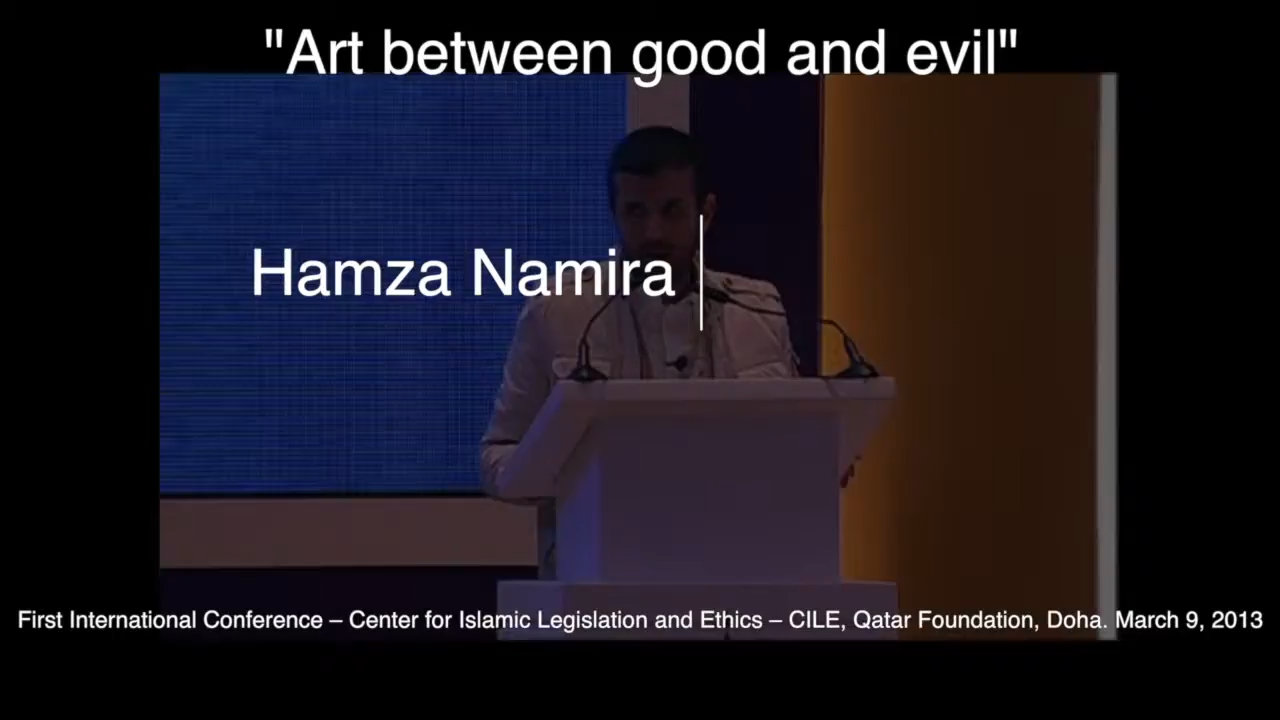 "Art between good and evil"
Hamza Namira
First International Conference – Center for Islamic Legislation and Ethics – CILE, Qatar Foundation, Doha. March 9, 2013